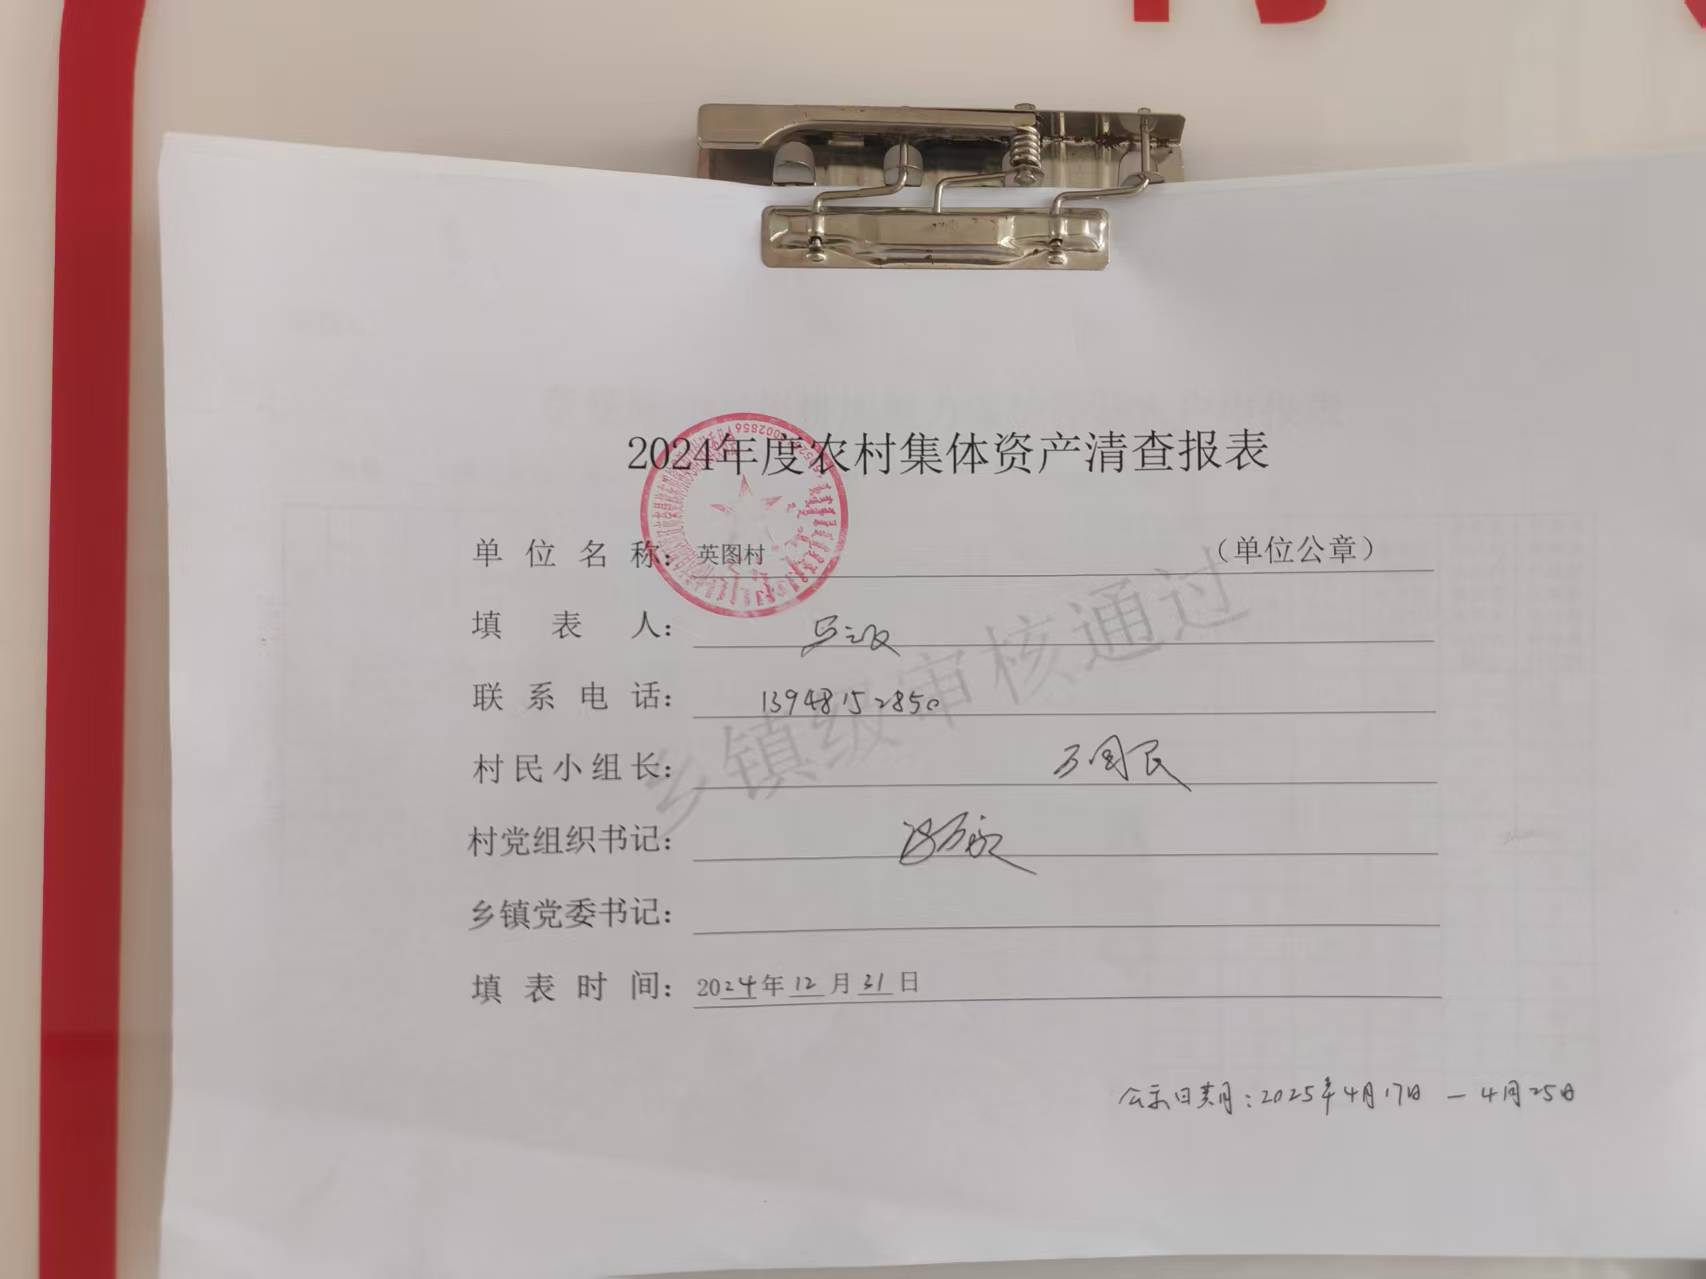 2024年度农村集体资产清查报表
单位名称：英图村（单位公章）
填表人：
联系电话：13948152850
村民小组长：
村党组织书记：
乡镇党委书记：
填表时间：2024年12月31日
公示日期：2025年4月17日-4月25日
乡镇级审核通过